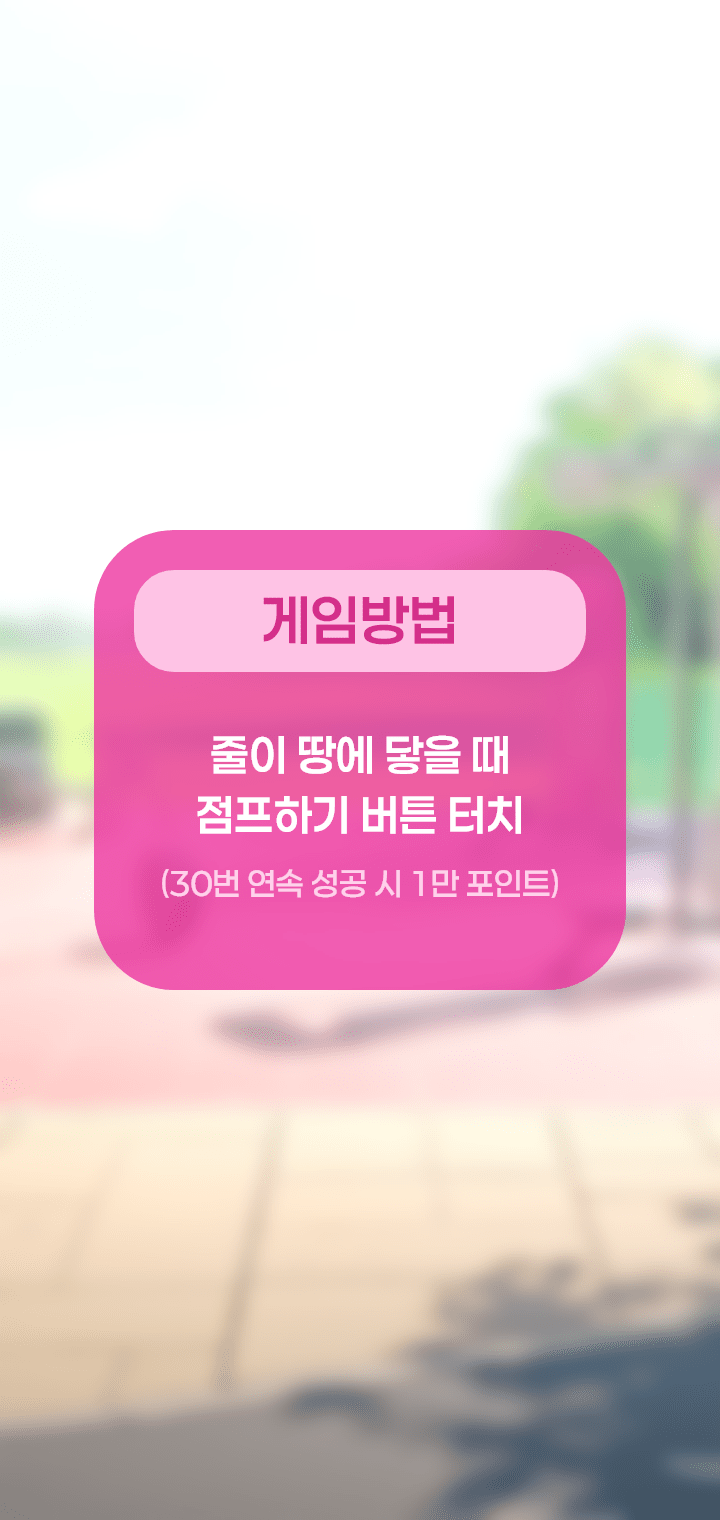 게임방법
줄이 땅에 닿을 때
점프하기 버튼 터치
(30번 연속 성공 시 1만 포인트)